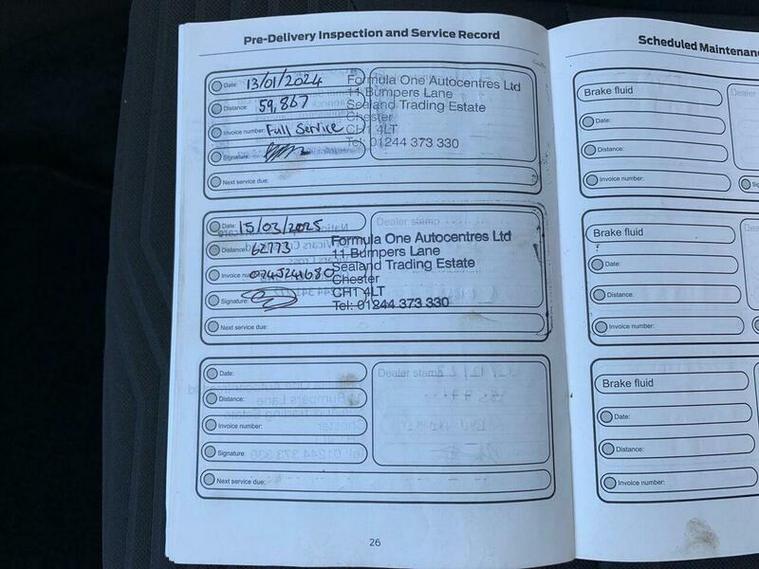 Pre-Delivery Inspection and Service Record
Date: 13/01/2024
Distance: 59,867
Invoice number: Full Service
Signature:
Next service due:
Formula One Autocentres Ltd
11 Bumpers Lane
Sealand Trading Estate
Chester
CH1 4LT
Tel: 01244 373 330
Date: 15/03/2025
Distance: 62773
Invoice nu
Signature:
Next service due:
Dealer stamp
Formula One Autocentres Ltd
11 Bumpers Lane
Sealand Trading Estate
Chester
CH1 4LT
Tel: 01244 373 330
Date:
Distance:
Invoice number:
Signature:
Next service due:
Dealer stamp
26
Scheduled Maintenan
Brake fluid
Date:
Distance:
Invoice number:
Dealer
Brake fluid
Date:
Distance:
Invoice number:
Brake fluid
Date:
Distance:
Invoice number: